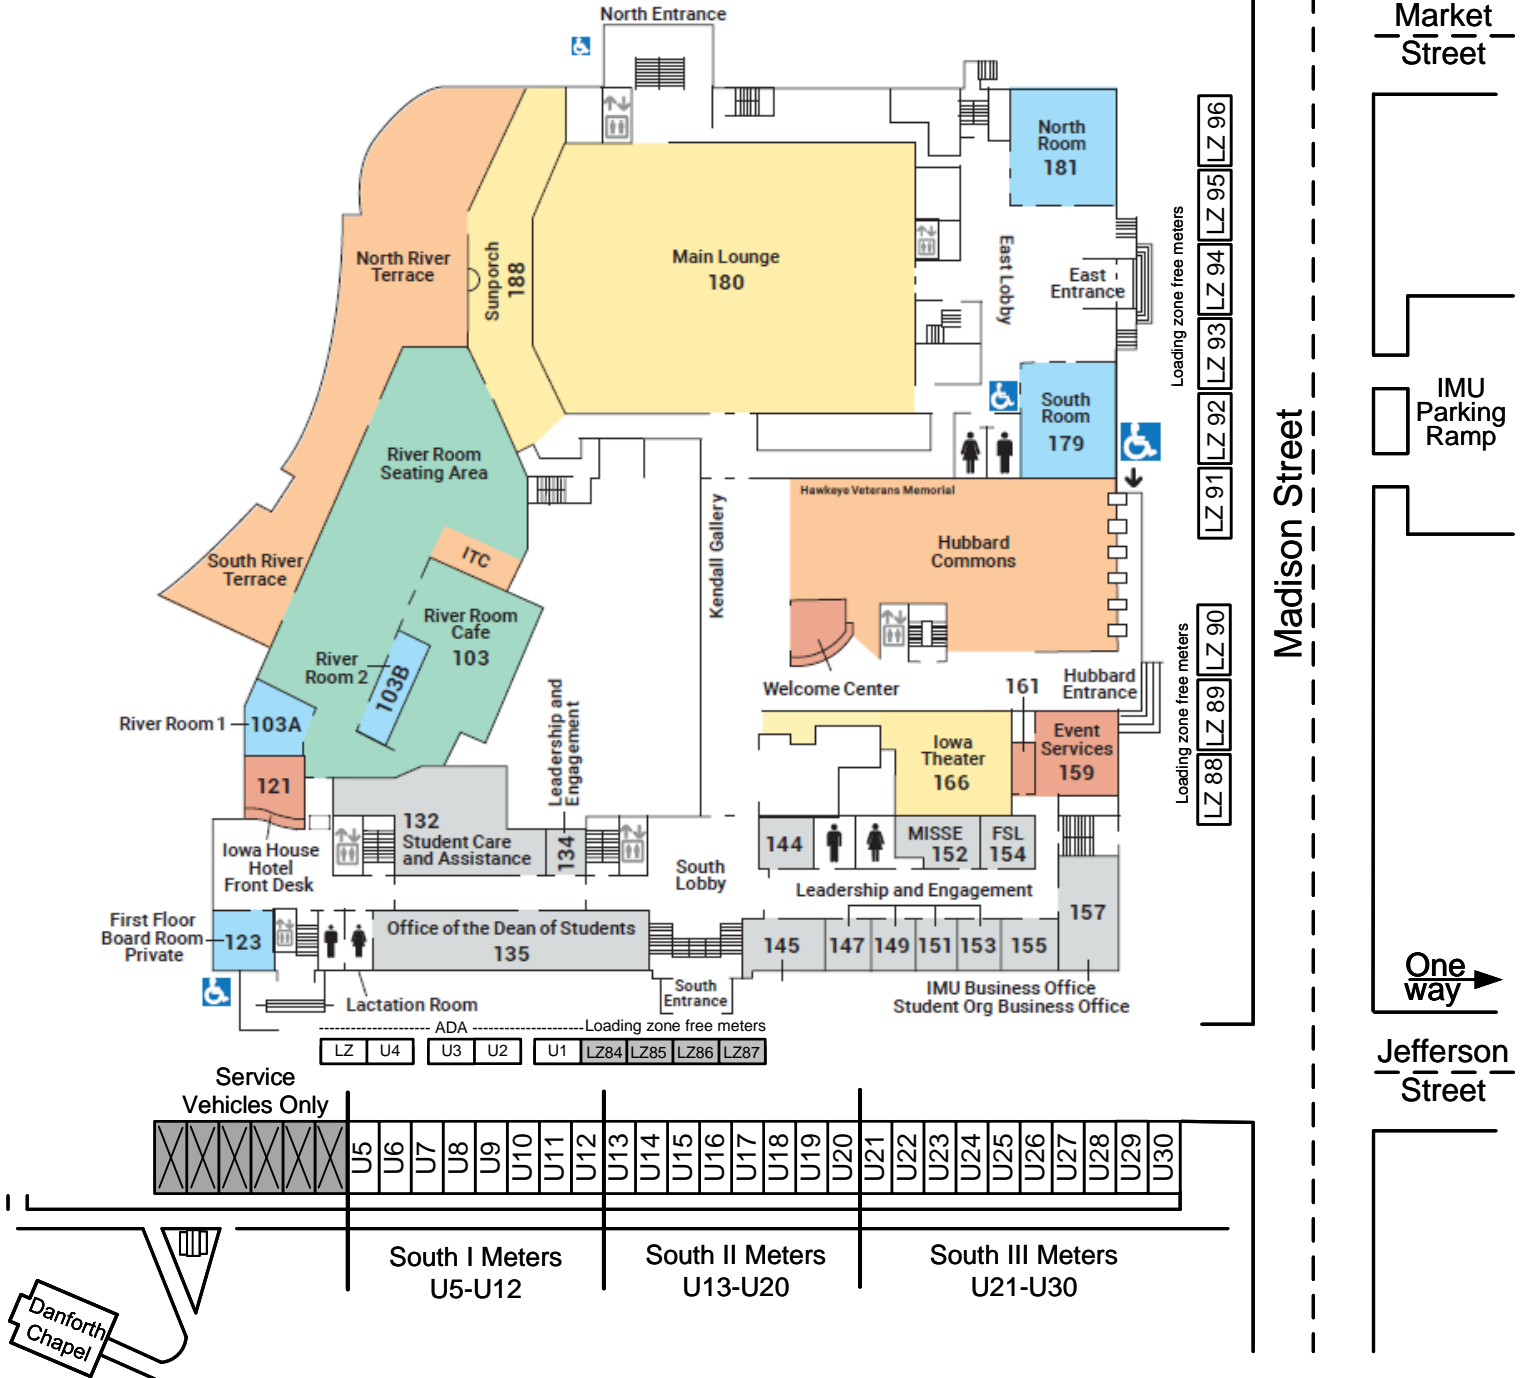 North Entrance
Market
Street
North
Room
181
LZ 96
LZ 95
LZ 94
LZ 93
LZ 92
LZ 91
Loading zone free meters
North River
Terrace
Sunporch
188
Main Lounge
180
East Lobby
East
Entrance
South
Room
179
IMU
Parking
Ramp
Madison Street
River Room
Seating Area
Hawkeye Veterans Memorial
Kendall Gallery
Hubbard
Commons
ITC
South River
Terrace
River Room
Cafe
103
River
Room 2
103B
Welcome Center
161
Hubbard
Entrance
LZ 90
LZ 89
LZ 88
Loading zone free meters
River Room 1
103A
Leadership and
Engagement
Iowa
Theater
166
Event
Services
159
121
132
Student Care
and Assistance
134
144
MISSE
152
FSL
154
Iowa House
Hotel
Front Desk
South
Lobby
Leadership and Engagement
157
First Floor
Board Room
Private
123
Office of the Dean of Students
135
145
147
149
151
153
155
One
way
South
Entrance
IMU Business Office
Student Org Business Office
Lactation Room
ADA
Loading zone free meters
LZ
U4
U3
U2
U1
LZ84
LZ85
LZ86
LZ87
Jefferson
Street
Service
Vehicles Only
U5
U6
U7
U8
U9
U10
U11
U12
U13
U14
U15
U16
U17
U18
U19
U20
U21
U22
U23
U24
U25
U26
U27
U28
U29
U30
South I Meters
U5-U12
South II Meters
U13-U20
South III Meters
U21-U30
Danforth
Chapel